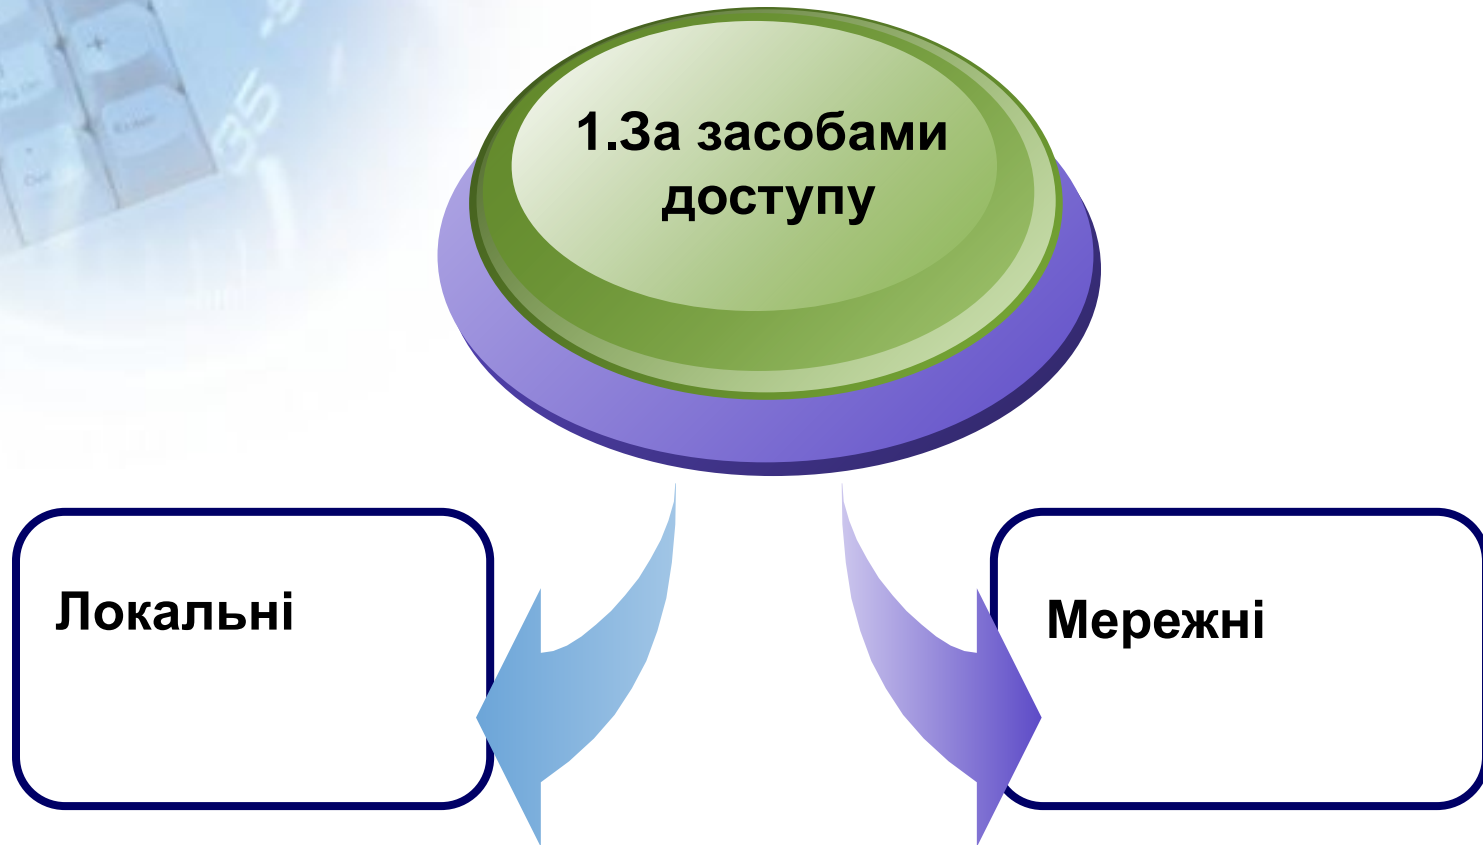 1.За засобами
доступу
Локальні
Мережні